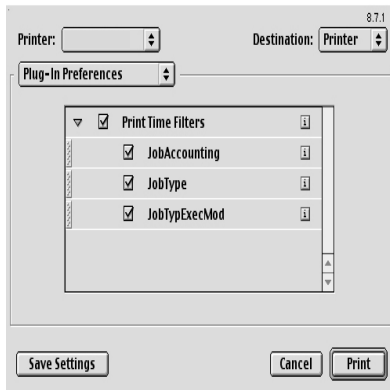 8.7.1
Printer: Destination: Printer
Plug-In Preferences
Print Time Filters
JobAccounting
JobType
JobTypExecMod
Save Settings Cancel Print